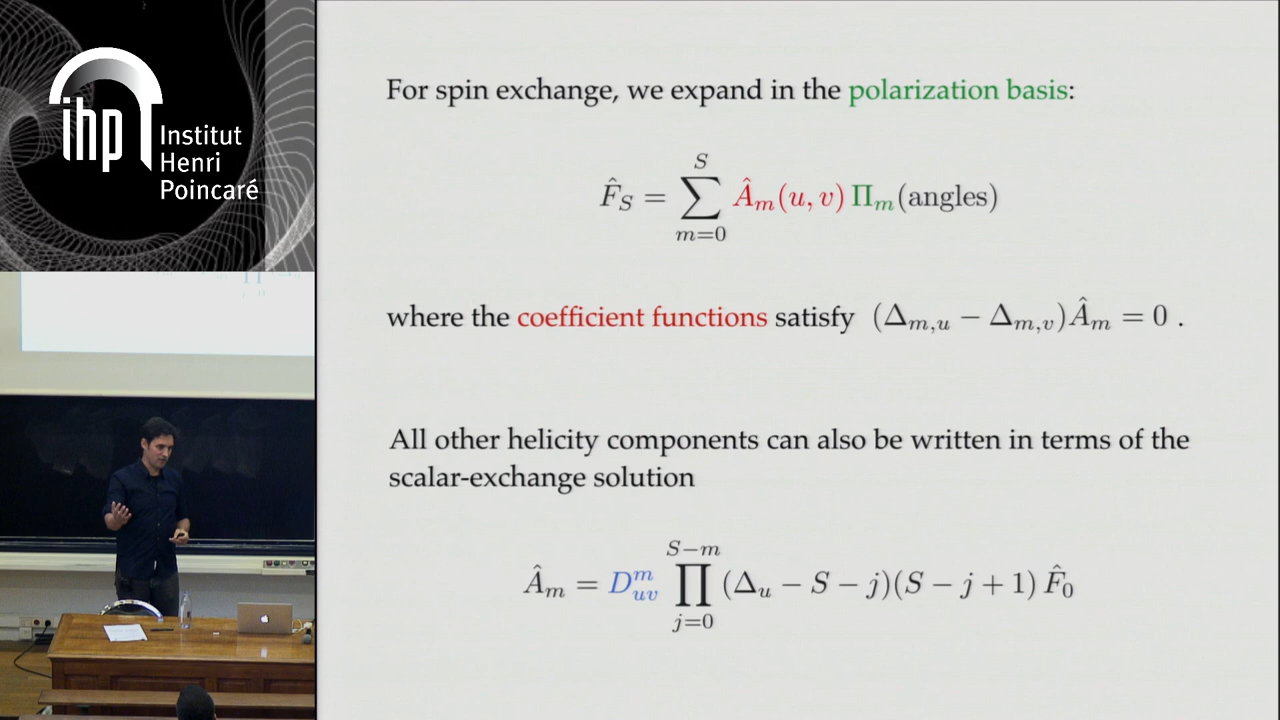 ihp
Institut
Henri
Poincaré
For spin exchange, we expand in the polarization basis:
F̂_S = ∑_{m=0}^{S} Â_m(u, v) Π_m(angles)
where the coefficient functions satisfy (Δ_{m,u} − Δ_{m,v})Â_m = 0 .
All other helicity components can also be written in terms of the
scalar-exchange solution
Â_m = D_{uv}^m ∏_{j=0}^{S−m} (Δ_u − S − j)(S − j + 1) F̂_0